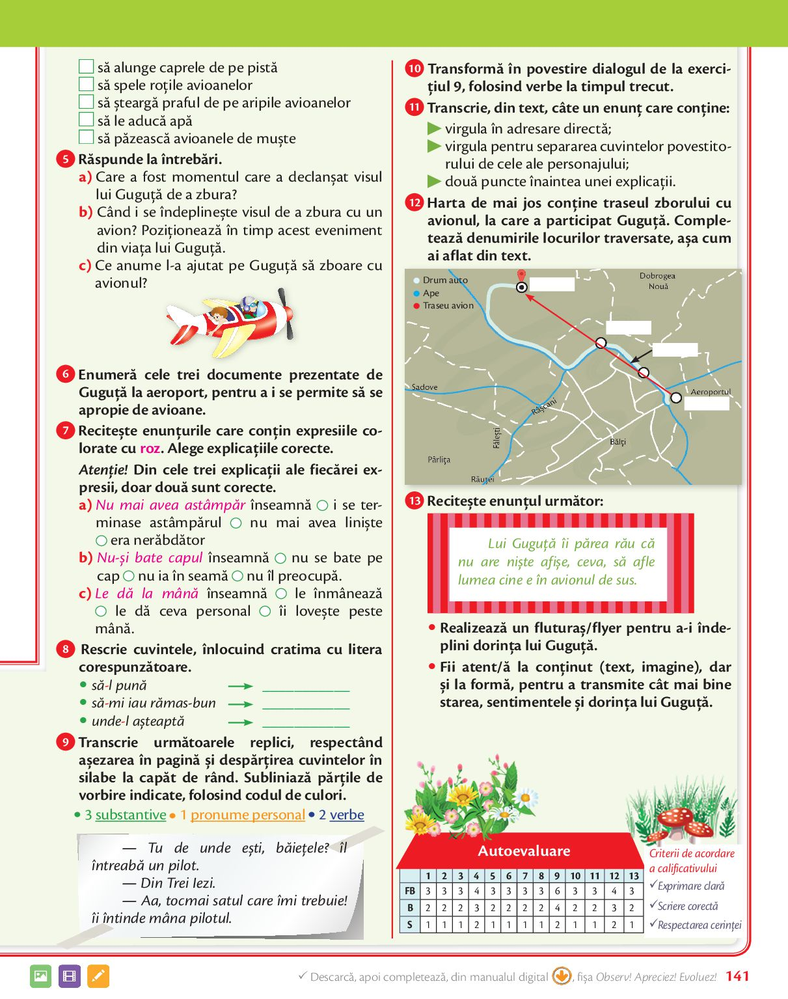 să alunge caprele de pe pistă
să spele roțile avioanelor
să șteargă praful de pe aripile avioanelor
să le aducă apă
să păzească avioanele de muște
5 Răspunde la întrebări.
a) Care a fost momentul care a declanșat visul
lui Guguță de a zbura?
b) Când i se îndeplinește visul de a zbura cu un
avion? Poziționează în timp acest eveniment
din viața lui Guguță.
c) Ce anume l-a ajutat pe Guguță să zboare cu
avionul?
6 Enumeră cele trei documente prezentate de
Guguță la aeroport, pentru a i se permite să se
apropie de avioane.
7 Recitește enunțurile care conțin expresiile co-
lorate cu roz. Alege explicațiile corecte.
Atenție! Din cele trei explicații ale fiecărei ex-
presii, doar două sunt corecte.
a) Nu mai avea astâmpăr înseamnă i se ter-
minase astâmpărul nu mai avea liniște
era nerăbdător
b) Nu-și bate capul înseamnă nu se bate pe
cap nu ia în seamă nu îl preocupă.
c) Le dă la mână înseamnă le înmânează
le dă ceva personal îi lovește peste
mână.
8 Rescrie cuvintele, înlocuind cratima cu litera
corespunzătoare.
• să-l pună ___________
• să-mi iau rămas-bun ___________
• unde-l așteaptă ___________
9 Transcrie următoarele replici, respectând
așezarea în pagină și despărțirea cuvintelor în
silabe la capăt de rând. Subliniază părțile de
vorbire indicate, folosind codul de culori.
• 3 substantive • 1 pronume personal • 2 verbe
— Tu de unde ești, băiețele? îl
întreabă un pilot.
— Din Trei Iezi.
— Aa, tocmai satul care îmi trebuie!
îi întinde mâna pilotul.
10 Transformă în povestire dialogul de la exerci-
țiul 9, folosind verbe la timpul trecut.
11 Transcrie, din text, câte un enunț care conține:
virgula în adresare directă;
virgula pentru separarea cuvintelor povestito-
rului de cele ale personajului;
două puncte înaintea unei explicații.
12 Harta de mai jos conține traseul zborului cu
avionul, la care a participat Guguță. Comple-
tează denumirile locurilor traversate, așa cum
ai aflat din text.
Drum auto
Ape
Traseu avion
Dobrogea
Nouă
Sadove
Râșcani
Aeroportul
Fălești
Bălți
Pârlița
Răuțel
13 Recitește enunțul următor:
Lui Guguță îi părea rău că
nu are niște afișe, ceva, să afle
lumea cine e în avionul de sus.
• Realizează un fluturaș/flyer pentru a-i înde-
plini dorința lui Guguță.
• Fii atent/ă la conținut (text, imagine), dar
și la formă, pentru a transmite cât mai bine
starea, sentimentele și dorința lui Guguță.
Autoevaluare
1 2 3 4 5 6 7 8 9 10 11 12 13
FB 3 3 3 4 3 3 3 3 6 3 3 4 3
B 2 2 2 3 2 2 2 2 4 2 2 3 2
S 1 1 1 2 1 1 1 1 2 1 1 2 1
Criterii de acordare
a calificativului
✓Exprimare clară
✓Scriere corectă
✓Respectarea cerinței
✓ Descarcă, apoi completează, din manualul digital , fișa Observ! Apreciez! Evoluez! 141